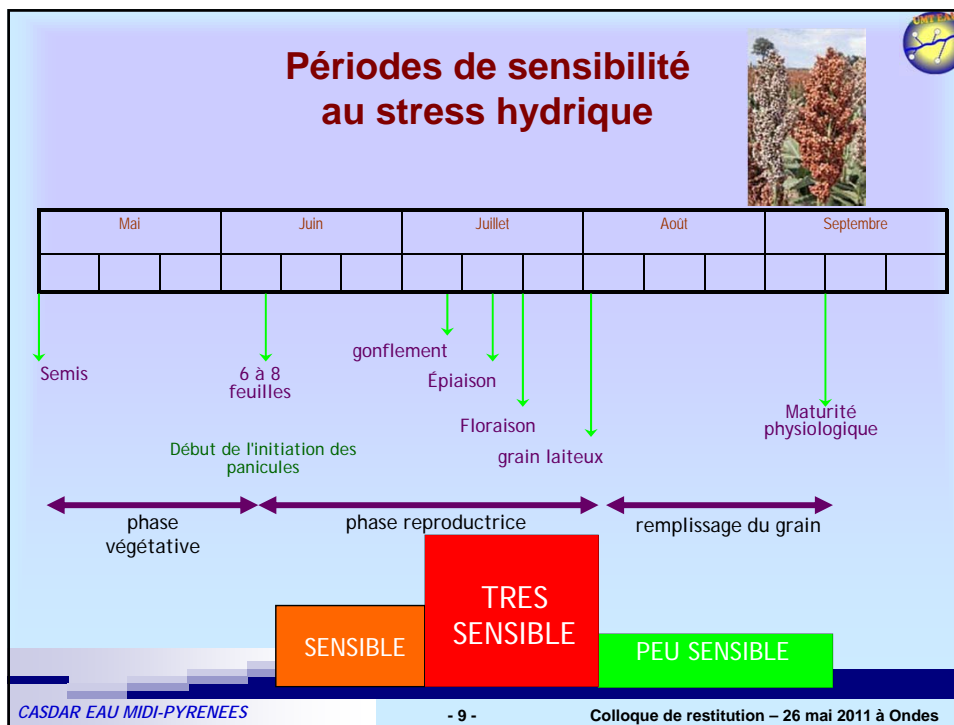 UMT EAU
Périodes de sensibilité
au stress hydrique
Mai
Juin
Juillet
Août
Septembre
Semis
6 à 8
feuilles
gonflement
Épiaison
Floraison
grain laiteux
Maturité
physiologique
Début de l'initiation des
panicules
phase
végétative
phase reproductrice
remplissage du grain
SENSIBLE
TRES
SENSIBLE
PEU SENSIBLE
CASDAR EAU MIDI-PYRENEES
- 9 -
Colloque de restitution – 26 mai 2011 à Ondes